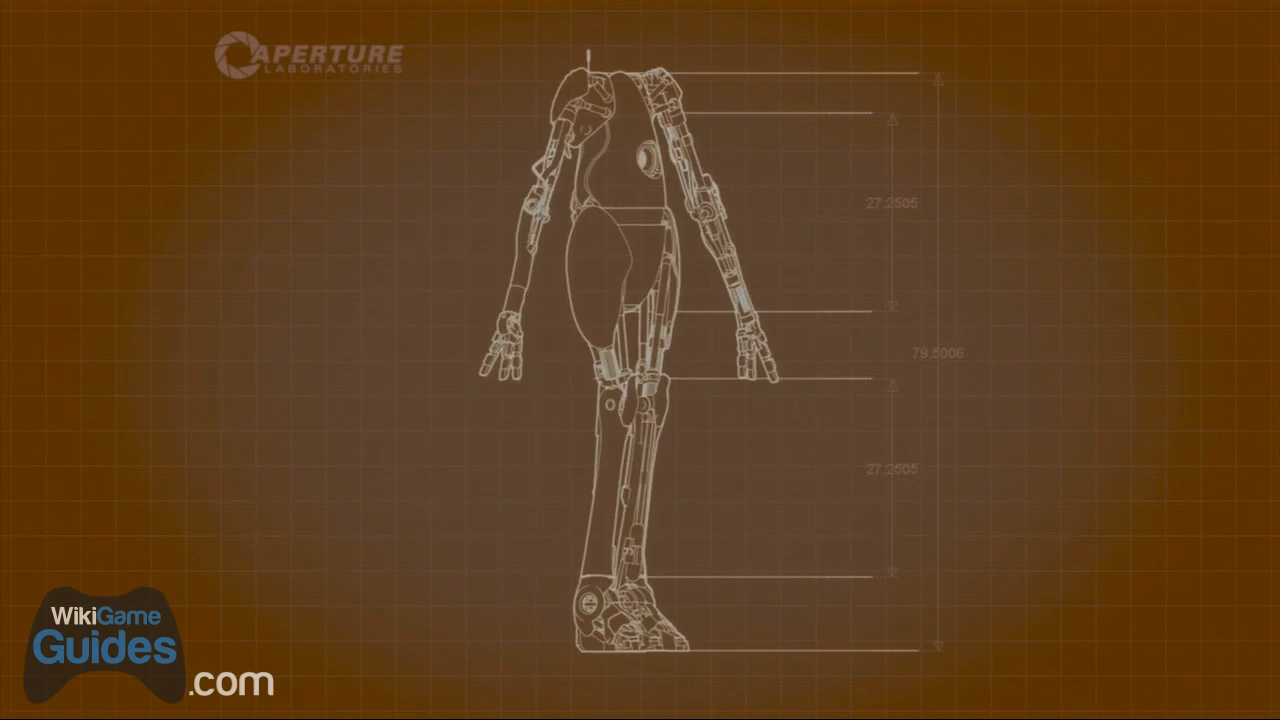 APERTURE
LABORATORIES
27.2505
79.5006
27.2505
WikiGame
Guides
.com